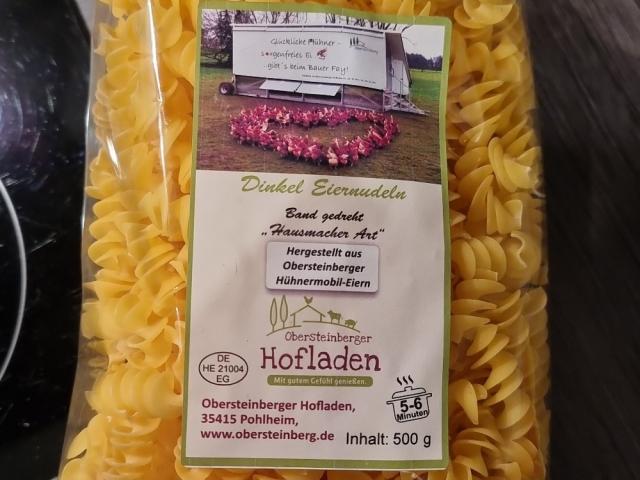 Glückliche Hühner -
sorgenfreies Ei
gibt's beim Bauer Fay!
Dinkel Eiernudeln
Band gedreht
„Hausmacher Art"
Hergestellt aus
Obersteinberger
Hühnermobil-Eiern
Obersteinberger
Hofladen
Mit gutem Gefühl genießen.
DE
HE 21004
EG
5-6
Minuten
Obersteinberger Hofladen,
35415 Pohlheim,
www.obersteinberg.de
Inhalt: 500 g